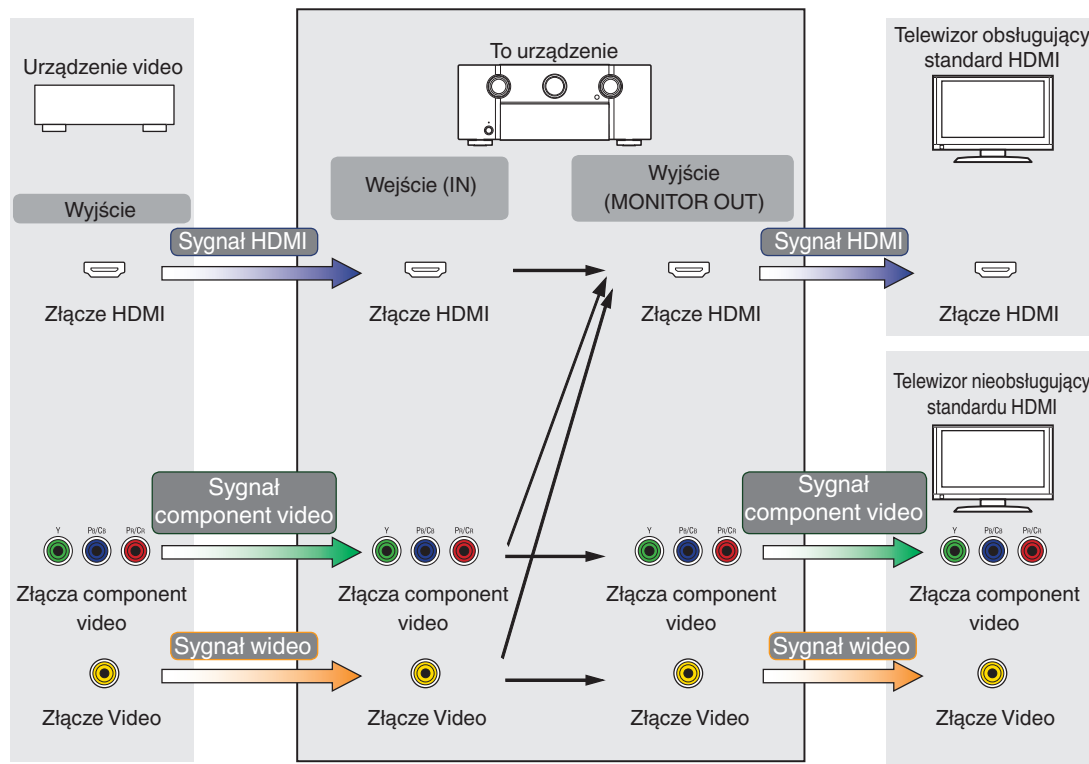 Urządzenie video
To urządzenie
Telewizor obsługujący
standard HDMI
Wyjście
Wejście (IN)
Wyjście
(MONITOR OUT)
Sygnał HDMI
Sygnał HDMI
Złącze HDMI
Złącze HDMI
Złącze HDMI
Złącze HDMI
Telewizor nieobsługujący
standardu HDMI
Sygnał
component video
Sygnał
component video
Y PB/CB PR/CR
Y PB/CB PR/CR
Y PB/CB PR/CR
Y PB/CB PR/CR
Złącza component
video
Złącza component
video
Złącza component
video
Złącza component
video
Sygnał wideo
Sygnał wideo
Złącze Video
Złącze Video
Złącze Video
Złącze Video